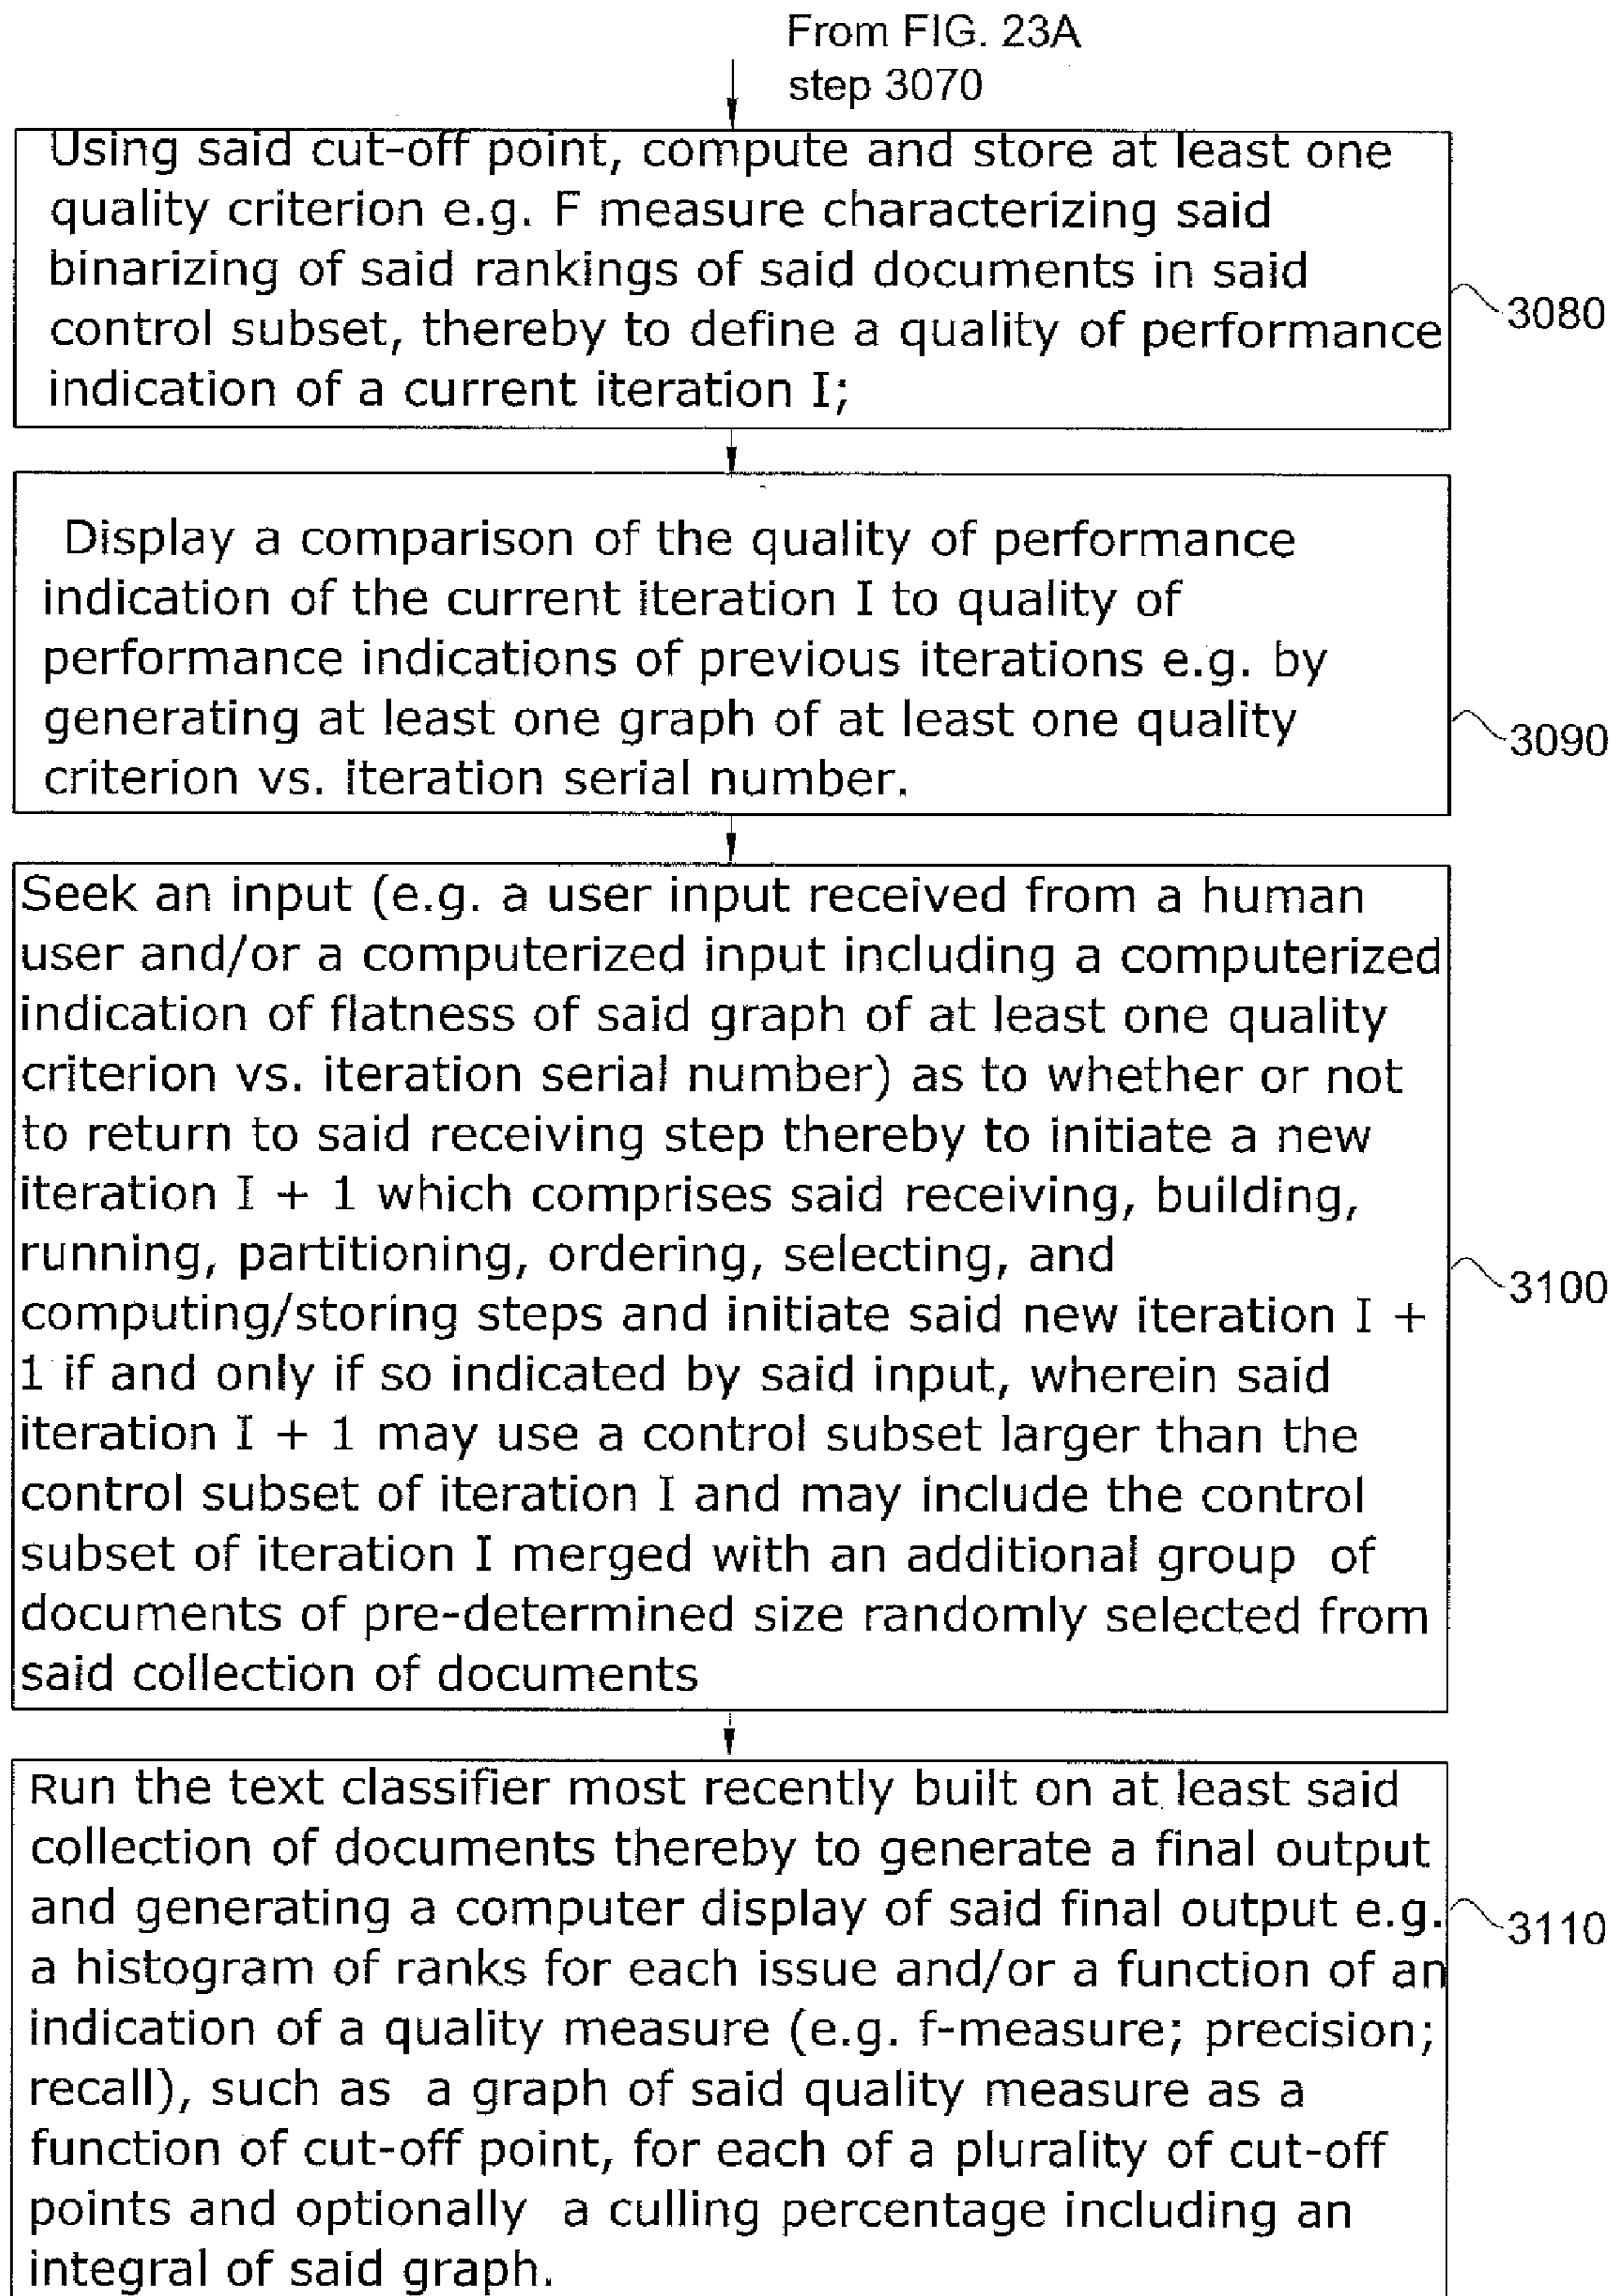 From FIG. 23A
step 3070
Using said cut-off point, compute and store at least one
quality criterion e.g. F measure characterizing said
binarizing of said rankings of said documents in said
control subset, thereby to define a quality of performance
indication of a current iteration I;
3080
Display a comparison of the quality of performance
indication of the current iteration I to quality of
performance indications of previous iterations e.g. by
generating at least one graph of at least one quality
criterion vs. iteration serial number.
3090
Seek an input (e.g. a user input received from a human
user and/or a computerized input including a computerized
indication of flatness of said graph of at least one quality
criterion vs. iteration serial number) as to whether or not
to return to said receiving step thereby to initiate a new
iteration I + 1 which comprises said receiving, building,
running, partitioning, ordering, selecting, and
computing/storing steps and initiate said new iteration I +
1 if and only if so indicated by said input, wherein said
iteration I + 1 may use a control subset larger than the
control subset of iteration I and may include the control
subset of iteration I merged with an additional group of
documents of pre-determined size randomly selected from
said collection of documents
3100
Run the text classifier most recently built on at least said
collection of documents thereby to generate a final output
and generating a computer display of said final output e.g.
a histogram of ranks for each issue and/or a function of an
indication of a quality measure (e.g. f-measure; precision;
recall), such as a graph of said quality measure as a
function of cut-off point, for each of a plurality of cut-off
points and optionally a culling percentage including an
integral of said graph.
3110